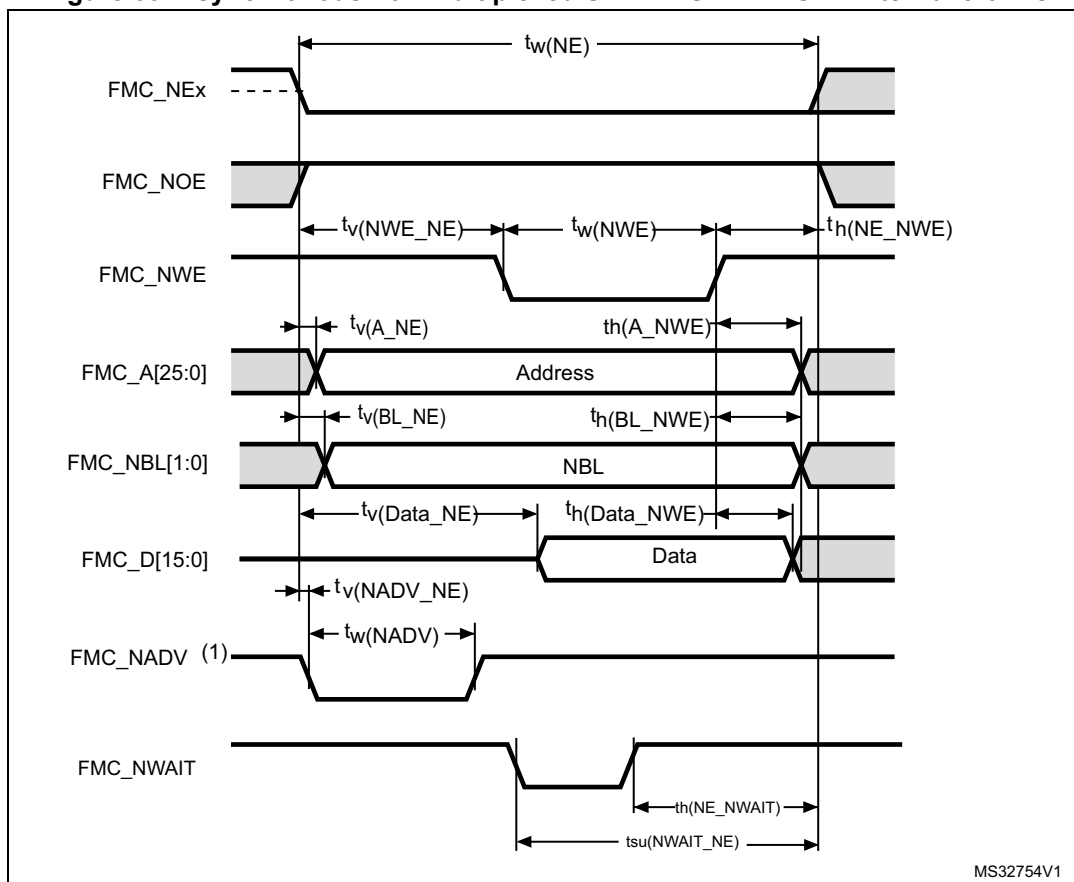 tw(NE)
FMC_NEx
FMC_NOE
tv(NWE_NE)
tw(NWE)
th(NE_NWE)
FMC_NWE
tv(A_NE)
th(A_NWE)
FMC_A[25:0]
Address
tv(BL_NE)
th(BL_NWE)
FMC_NBL[1:0]
NBL
tv(Data_NE)
th(Data_NWE)
FMC_D[15:0]
Data
tv(NADV_NE)
tw(NADV)
FMC_NADV (1)
FMC_NWAIT
th(NE_NWAIT)
tsu(NWAIT_NE)
MS32754V1